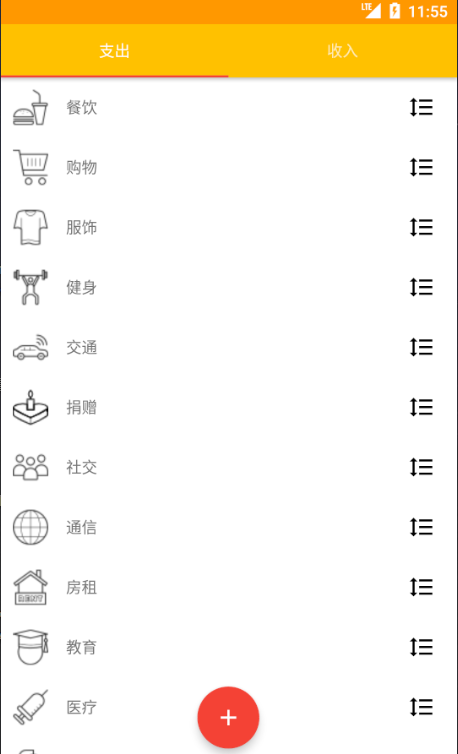 LTE 11:55
支出 收入
餐饮
购物
服饰
健身
交通
捐赠
社交
通信
房租
RENT
教育
医疗